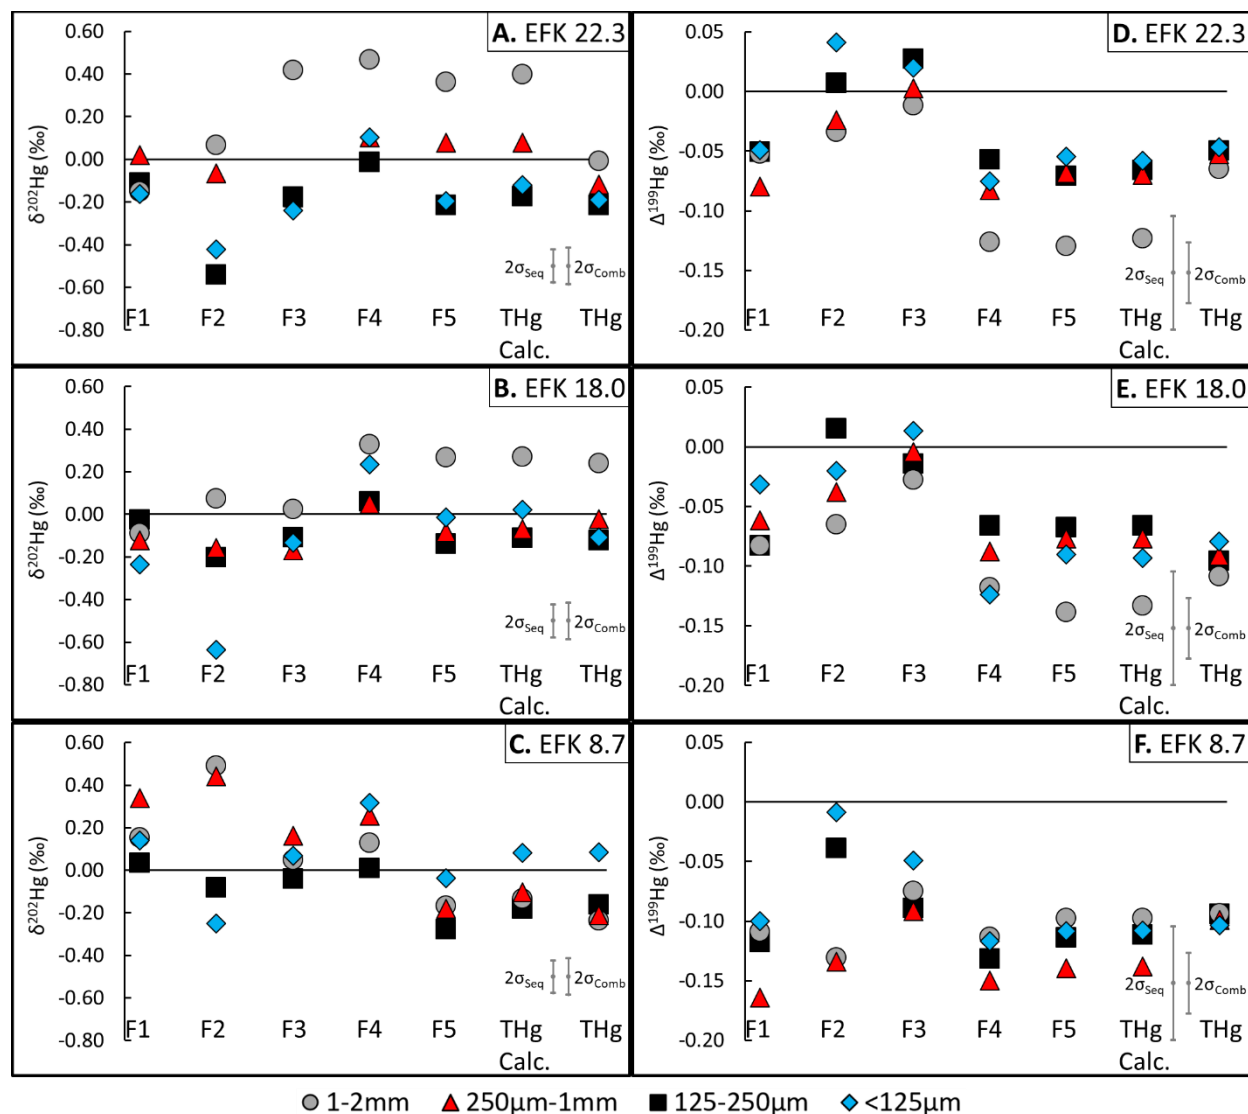 A. EFK 22.3
0.60
0.40
0.20
0.00
-0.20
-0.40
-0.60
-0.80
δ²⁰²Hg (‰)
2σSeq 2σComb
F1 F2 F3 F4 F5 THg THg
Calc.
D. EFK 22.3
0.05
0.00
-0.05
-0.10
-0.15
-0.20
Δ¹⁹⁹Hg (‰)
2σSeq 2σComb
F1 F2 F3 F4 F5 THg THg
Calc.
B. EFK 18.0
0.60
0.40
0.20
0.00
-0.20
-0.40
-0.60
-0.80
δ²⁰²Hg (‰)
2σSeq 2σComb
F1 F2 F3 F4 F5 THg THg
Calc.
E. EFK 18.0
0.05
0.00
-0.05
-0.10
-0.15
-0.20
Δ¹⁹⁹Hg (‰)
2σSeq 2σComb
F1 F2 F3 F4 F5 THg THg
Calc.
C. EFK 8.7
0.60
0.40
0.20
0.00
-0.20
-0.40
-0.60
-0.80
δ²⁰²Hg (‰)
2σSeq 2σComb
F1 F2 F3 F4 F5 THg THg
Calc.
F. EFK 8.7
0.05
0.00
-0.05
-0.10
-0.15
-0.20
Δ¹⁹⁹Hg (‰)
2σSeq 2σComb
F1 F2 F3 F4 F5 THg THg
Calc.
1-2mm 250µm-1mm 125-250µm <125µm